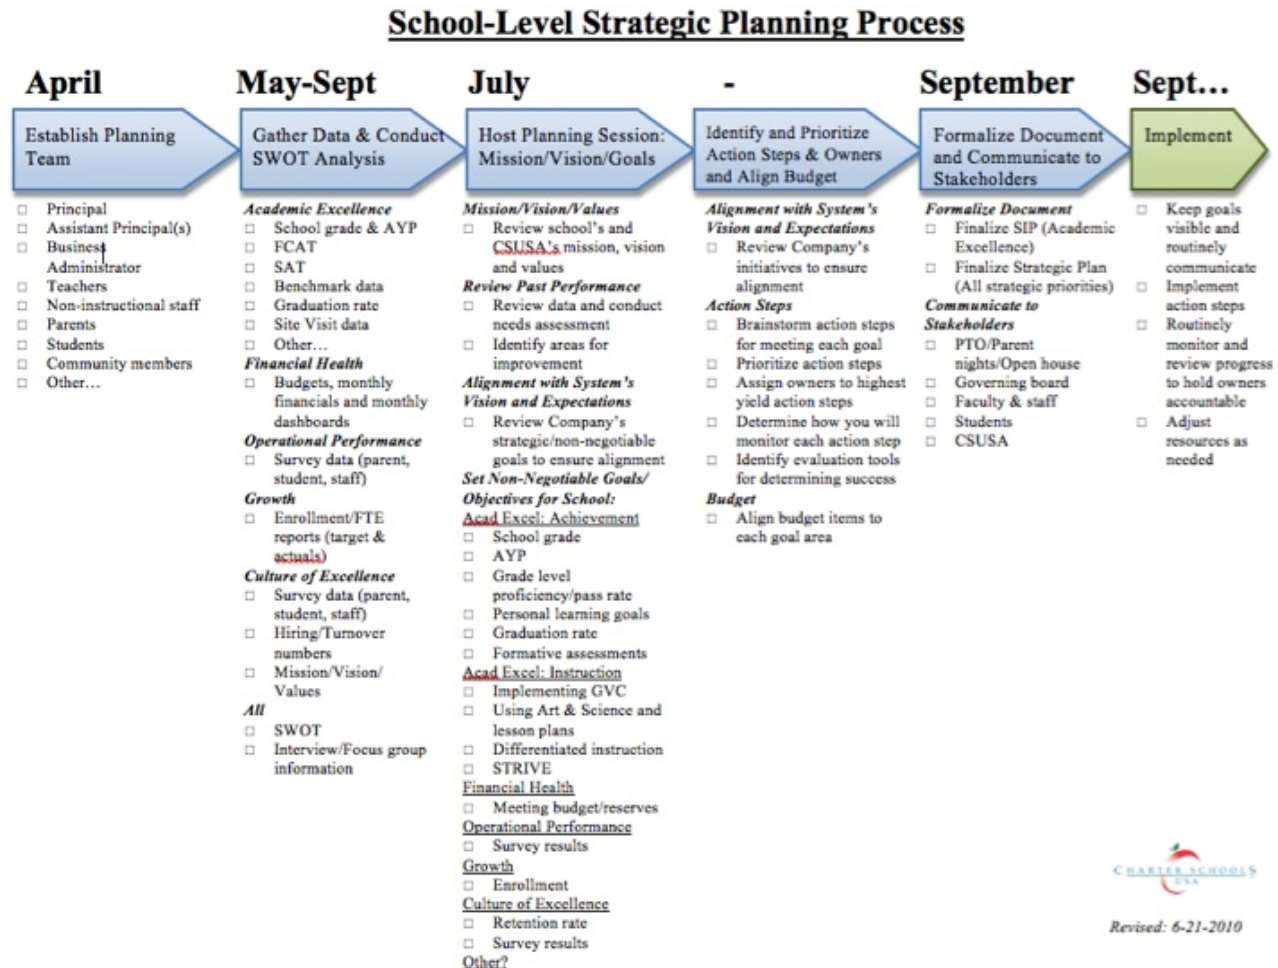 School-Level Strategic Planning Process
April
Establish Planning
Team
☐ Principal
☐ Assistant Principal(s)
☐ Business
Administrator
☐ Teachers
☐ Non-instructional staff
☐ Parents
☐ Students
☐ Community members
☐ Other…
May-Sept
Gather Data & Conduct
SWOT Analysis
Academic Excellence
☐ School grade & AYP
☐ FCAT
☐ SAT
☐ Benchmark data
☐ Graduation rate
☐ Site Visit data
☐ Other…
Financial Health
☐ Budgets, monthly
financials and monthly
dashboards
Operational Performance
☐ Survey data (parent,
student, staff)
Growth
☐ Enrollment/FTE
reports (target &
actuals)
Culture of Excellence
☐ Survey data (parent,
student, staff)
☐ Hiring/Turnover
numbers
☐ Mission/Vision/
Values
All
☐ SWOT
☐ Interview/Focus group
information
July
Host Planning Session:
Mission/Vision/Goals
Mission/Vision/Values
☐ Review school's and
CSUSA's mission, vision
and values
Review Past Performance
☐ Review data and conduct
needs assessment
☐ Identify areas for
improvement
Alignment with System's
Vision and Expectations
☐ Review Company's
strategic/non-negotiable
goals to ensure alignment
Set Non-Negotiable Goals/
Objectives for School:
Acad Excel: Achievement
☐ School grade
☐ AYP
☐ Grade level
proficiency/pass rate
☐ Personal learning goals
☐ Graduation rate
☐ Formative assessments
Acad Excel: Instruction
☐ Implementing GVC
☐ Using Art & Science and
lesson plans
☐ Differentiated instruction
☐ STRIVE
Financial Health
☐ Meeting budget/reserves
Operational Performance
☐ Survey results
Growth
☐ Enrollment
Culture of Excellence
☐ Retention rate
☐ Survey results
Other?
-
Identify and Prioritize
Action Steps & Owners
and Align Budget
Alignment with System's
Vision and Expectations
☐ Review Company's
initiatives to ensure
alignment
Action Steps
☐ Brainstorm action steps
for meeting each goal
☐ Prioritize action steps
☐ Assign owners to highest
yield action steps
☐ Determine how you will
monitor each action step
☐ Identify evaluation tools
for determining success
Budget
☐ Align budget items to
each goal area
September
Formalize Document
and Communicate to
Stakeholders
Formalize Document
☐ Finalize SIP (Academic
Excellence)
☐ Finalize Strategic Plan
(All strategic priorities)
Communicate to
Stakeholders
☐ PTO/Parent
nights/Open house
☐ Governing board
☐ Faculty & staff
☐ Students
☐ CSUSA
Sept…
Implement
☐ Keep goals
visible and
routinely
communicate
☐ Implement
action steps
☐ Routinely
monitor and
review progress
to hold owners
accountable
☐ Adjust
resources as
needed
CHARTER SCHOOLS
USA
Revised: 6-21-2010